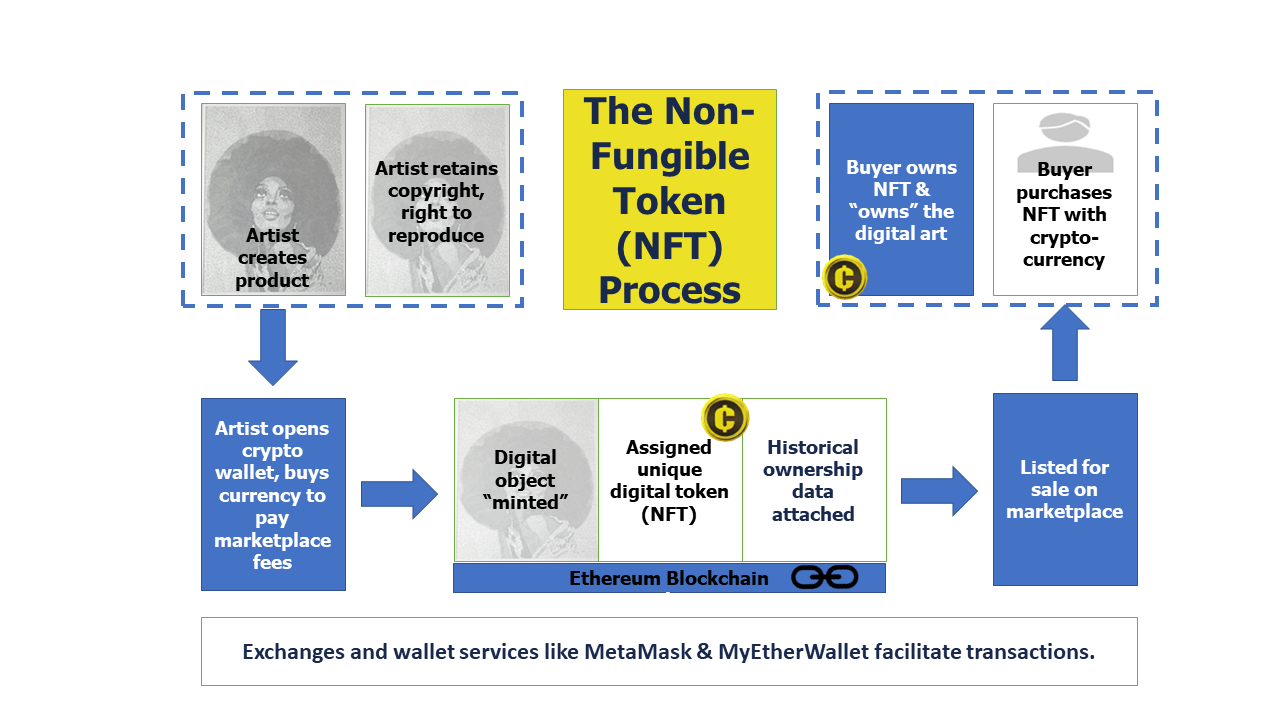 The Non-
Fungible
Token
(NFT)
Process
Artist
creates
product
Artist retains
copyright,
right to
reproduce
Buyer owns
NFT &
“owns” the
digital art
Buyer
purchases
NFT with
crypto-
currency
Artist opens
crypto
wallet, buys
currency to
pay
marketplace
fees
Digital
object
“minted”
Assigned
unique
digital token
(NFT)
Historical
ownership
data
attached
Ethereum Blockchain
Listed for
sale on
marketplace
Exchanges and wallet services like MetaMask & MyEtherWallet facilitate transactions.